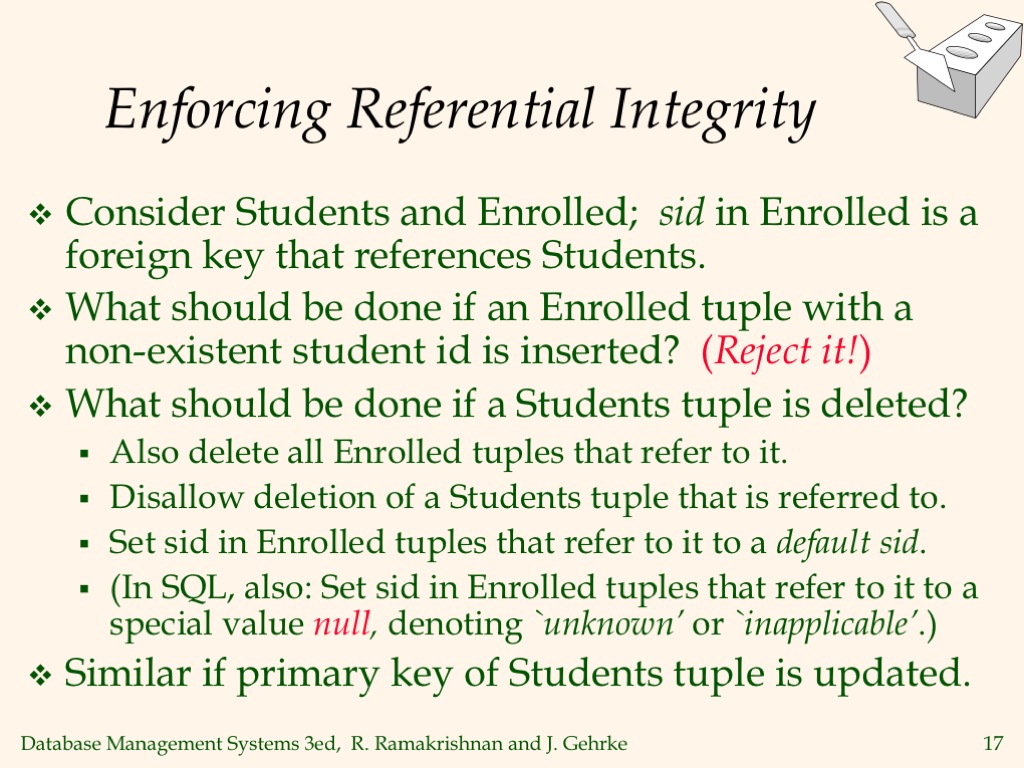 Enforcing Referential Integrity
❖ Consider Students and Enrolled; sid in Enrolled is a
foreign key that references Students.
❖ What should be done if an Enrolled tuple with a
non-existent student id is inserted? (Reject it!)
❖ What should be done if a Students tuple is deleted?
▪ Also delete all Enrolled tuples that refer to it.
▪ Disallow deletion of a Students tuple that is referred to.
▪ Set sid in Enrolled tuples that refer to it to a default sid.
▪ (In SQL, also: Set sid in Enrolled tuples that refer to it to a
special value null, denoting `unknown’ or `inapplicable’.)
❖ Similar if primary key of Students tuple is updated.
Database Management Systems 3ed, R. Ramakrishnan and J. Gehrke 17